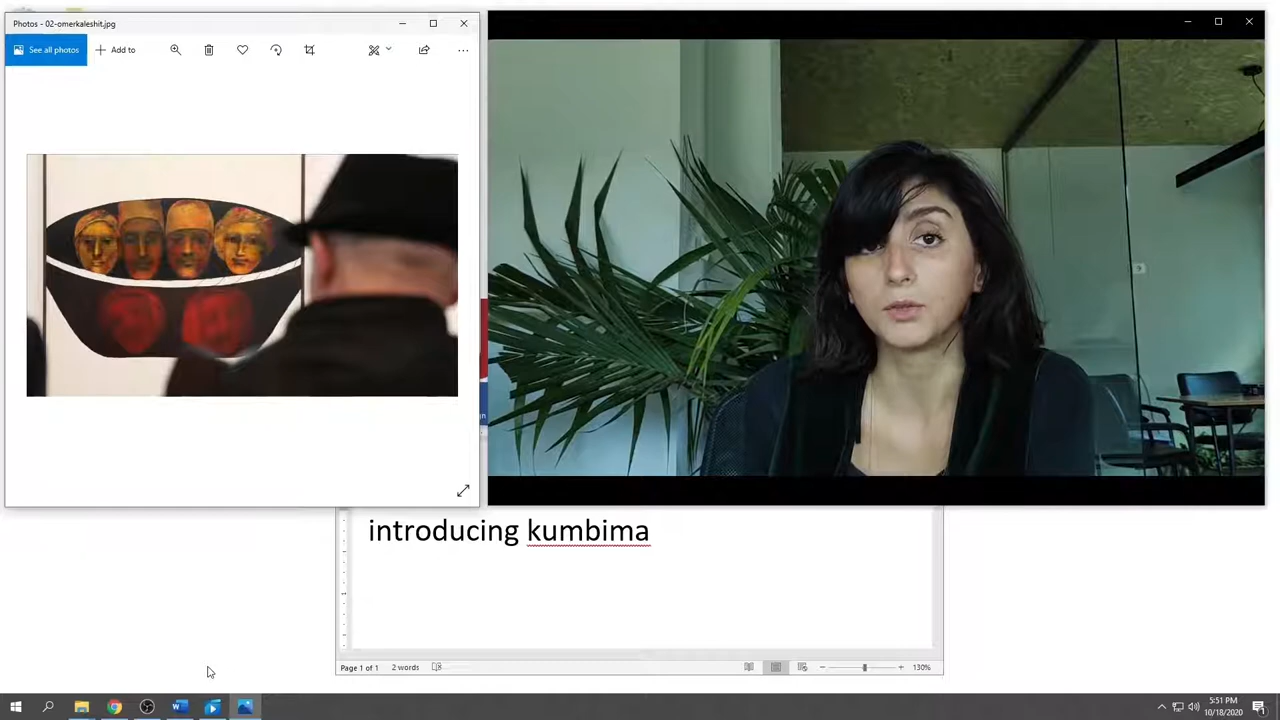 Photos - 02-omerkaleshit.jpg
See all photos
Add to
introducing kumbima
Page 1 of 1
2 words
130%
5:51 PM
10/18/2020